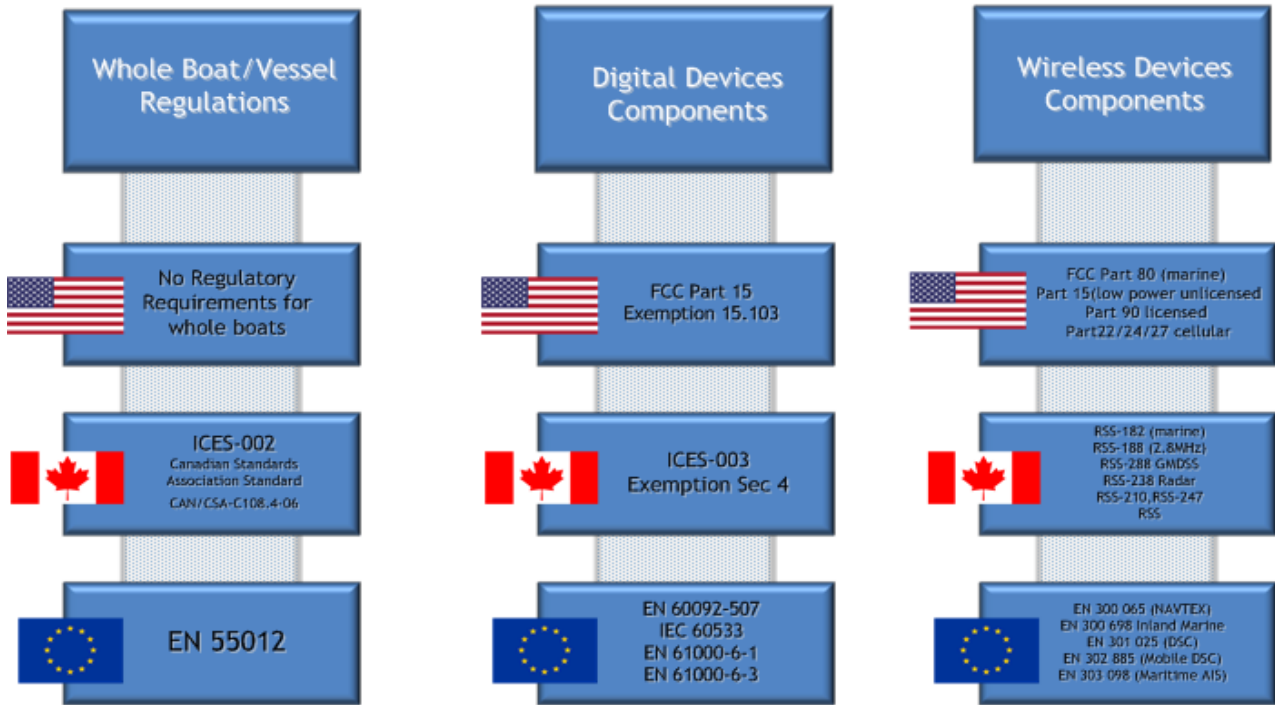 Whole Boat/Vessel
Regulations
No Regulatory
Requirements for
whole boats
ICES-002
Canadian Standards
Association Standard
CAN/CSA-C108.4-06
EN 55012
Digital Devices
Components
FCC Part 15
Exemption 15.103
ICES-003
Exemption Sec 4
EN 60092-507
IEC 60533
EN 61000-6-1
EN 61000-6-3
Wireless Devices
Components
FCC Part 80 (marine)
Part 15(low power unlicensed
Part 90 licensed
Part22/24/27 cellular
RSS-182 (marine)
RSS-188 (2.8MHz)
RSS-288 GMDSS
RSS-238 Radar
RSS-210,RSS-247
RSS
EN 300 065 (NAVTEX)
EN 300 698 Inland Marine
EN 301 025 (DSC)
EN 302 885 (Mobile DSC)
EN 303 098 (Maritime AIS)